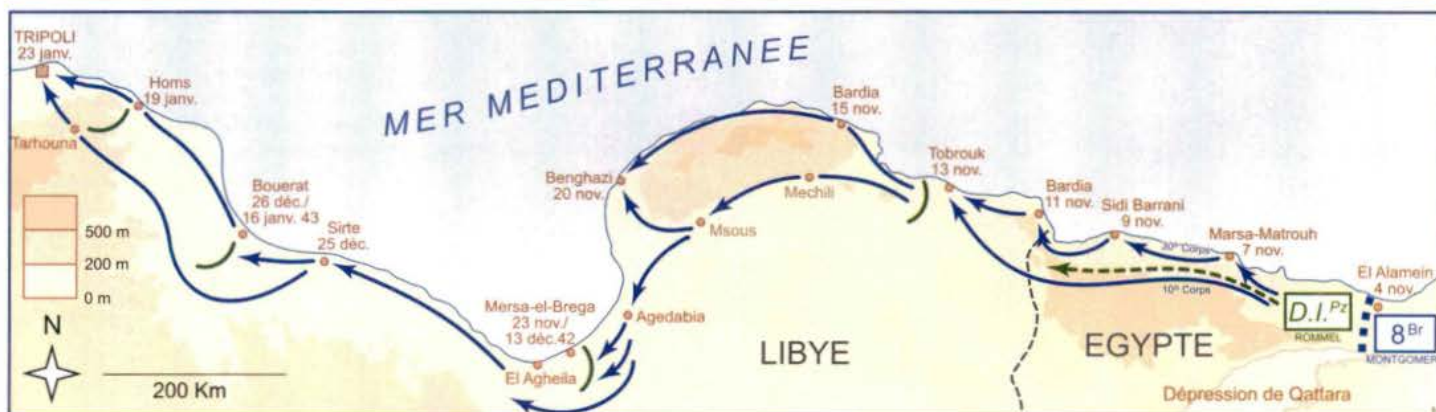 TRIPOLI
23 janv.
Homs
19 janv.
Tarhouna
MER MEDITERRANEE
Bouerat
26 déc./
16 janv. 43
Sirte
25 déc.
Mersa-el-Brega
23 nov./
13 déc.42
El Agheila
Agedabia
Benghazi
20 nov.
Msous
Mechili
Bardia
15 nov.
Tobrouk
13 nov.
Bardia
11 nov.
Sidi Barrani
9 nov.
Marsa-Matrouh
7 nov.
30e Corps
10e Corps
El Alamein
4 nov.
D.I.Pz
ROMMEL
8Br
MONTGOMER
LIBYE
EGYPTE
Dépression de Qattara
500 m
200 m
0 m
N
200 Km